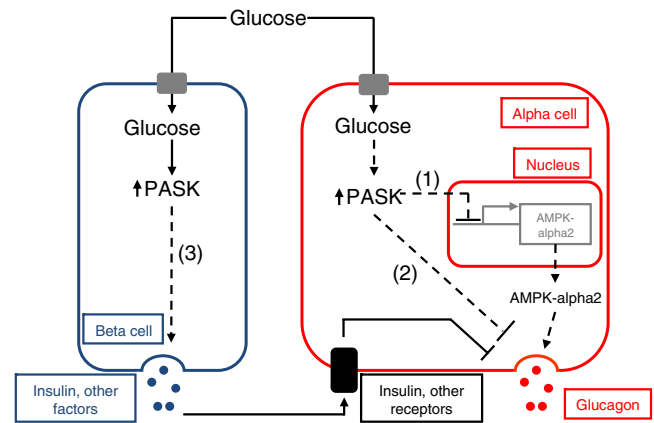 Glucose
Alpha cell
Glucose
Glucose
Nucleus
PASK
PASK
(1)
AMPK-
alpha2
(3)
(2)
AMPK-alpha2
Beta cell
Insulin, other
factors
Insulin, other
receptors
Glucagon